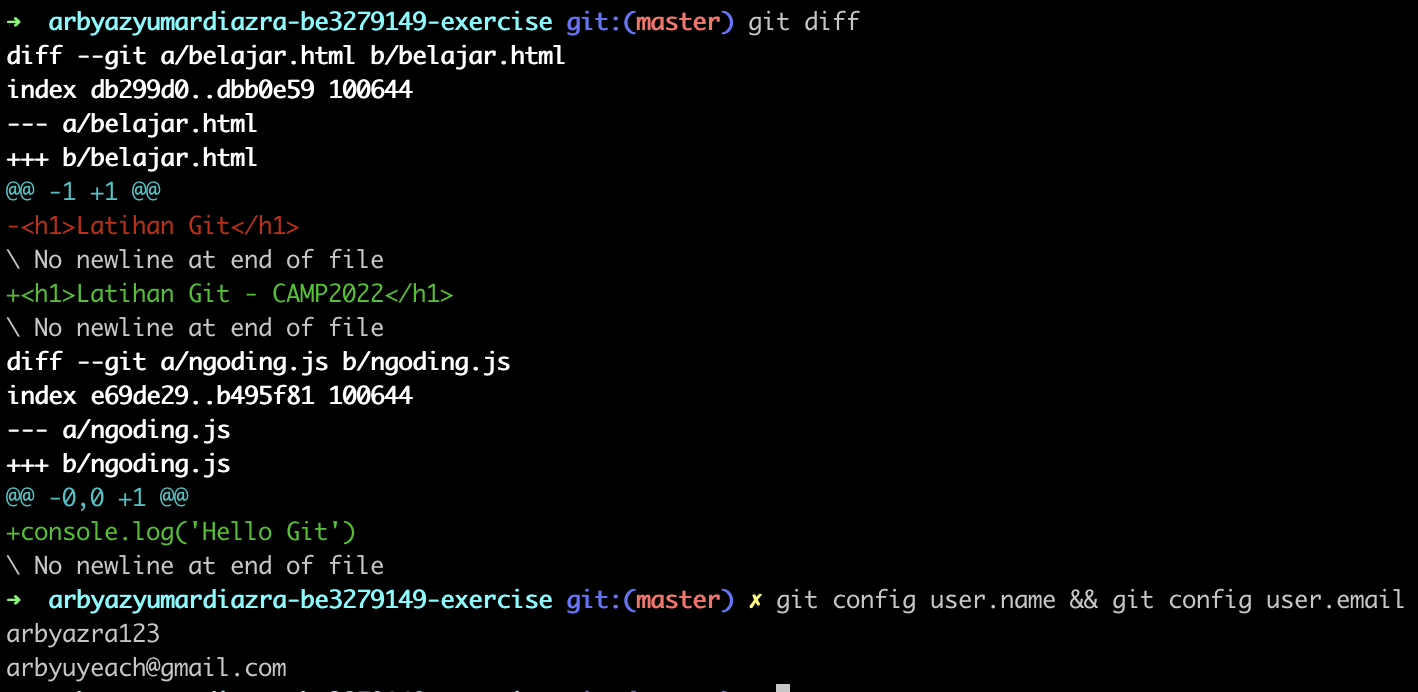 ➜  arbyazyumardiazra-be3279149-exercise git:(master) git diff
diff --git a/belajar.html b/belajar.html
index db299d0..dbb0e59 100644
--- a/belajar.html
+++ b/belajar.html
@@ -1 +1 @@
-<h1>Latihan Git</h1>
\ No newline at end of file
+<h1>Latihan Git - CAMP2022</h1>
\ No newline at end of file
diff --git a/ngoding.js b/ngoding.js
index e69de29..b495f81 100644
--- a/ngoding.js
+++ b/ngoding.js
@@ -0,0 +1 @@
+console.log('Hello Git')
\ No newline at end of file
➜  arbyazyumardiazra-be3279149-exercise git:(master) ✗ git config user.name && git config user.email
arbyazra123
arbyuyeach@gmail.com